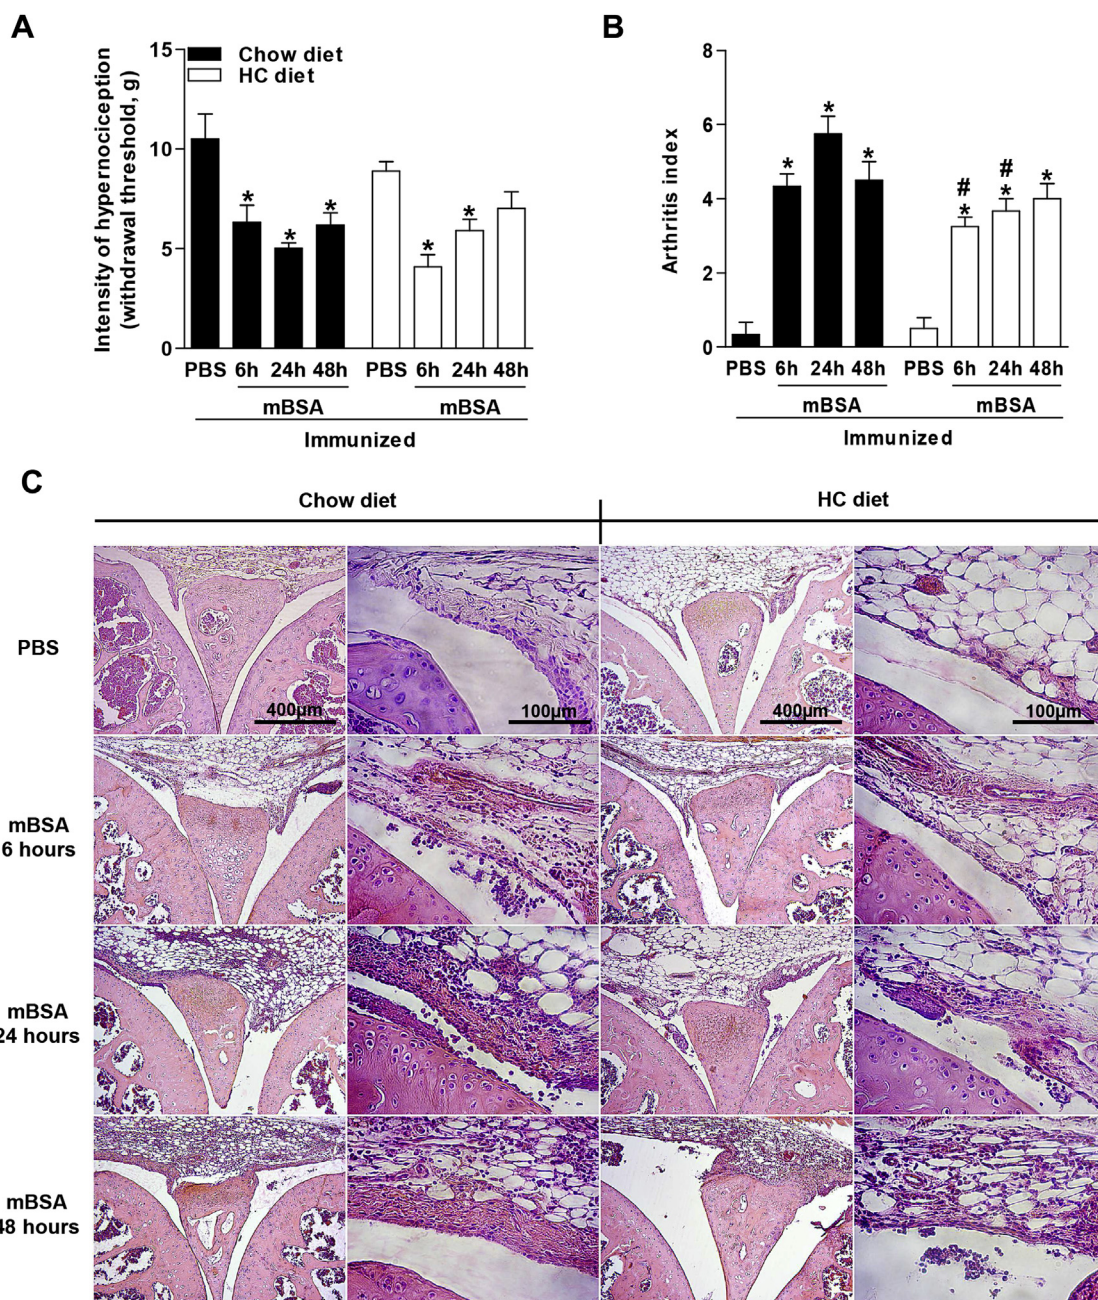 A
Intensity of hypernociception
(withdrawal threshold, g)
15
10
5
0
Chow diet
HC diet
* * * * *
PBS 6h 24h 48h PBS 6h 24h 48h
mBSA mBSA
Immunized
B
Arthritis index
8
6
4
2
0
* * * # * # * *
PBS 6h 24h 48h PBS 6h 24h 48h
mBSA mBSA
Immunized
C
Chow diet HC diet
PBS
400µm 100µm 400µm 100µm
mBSA
6 hours
mBSA
24 hours
mBSA
48 hours